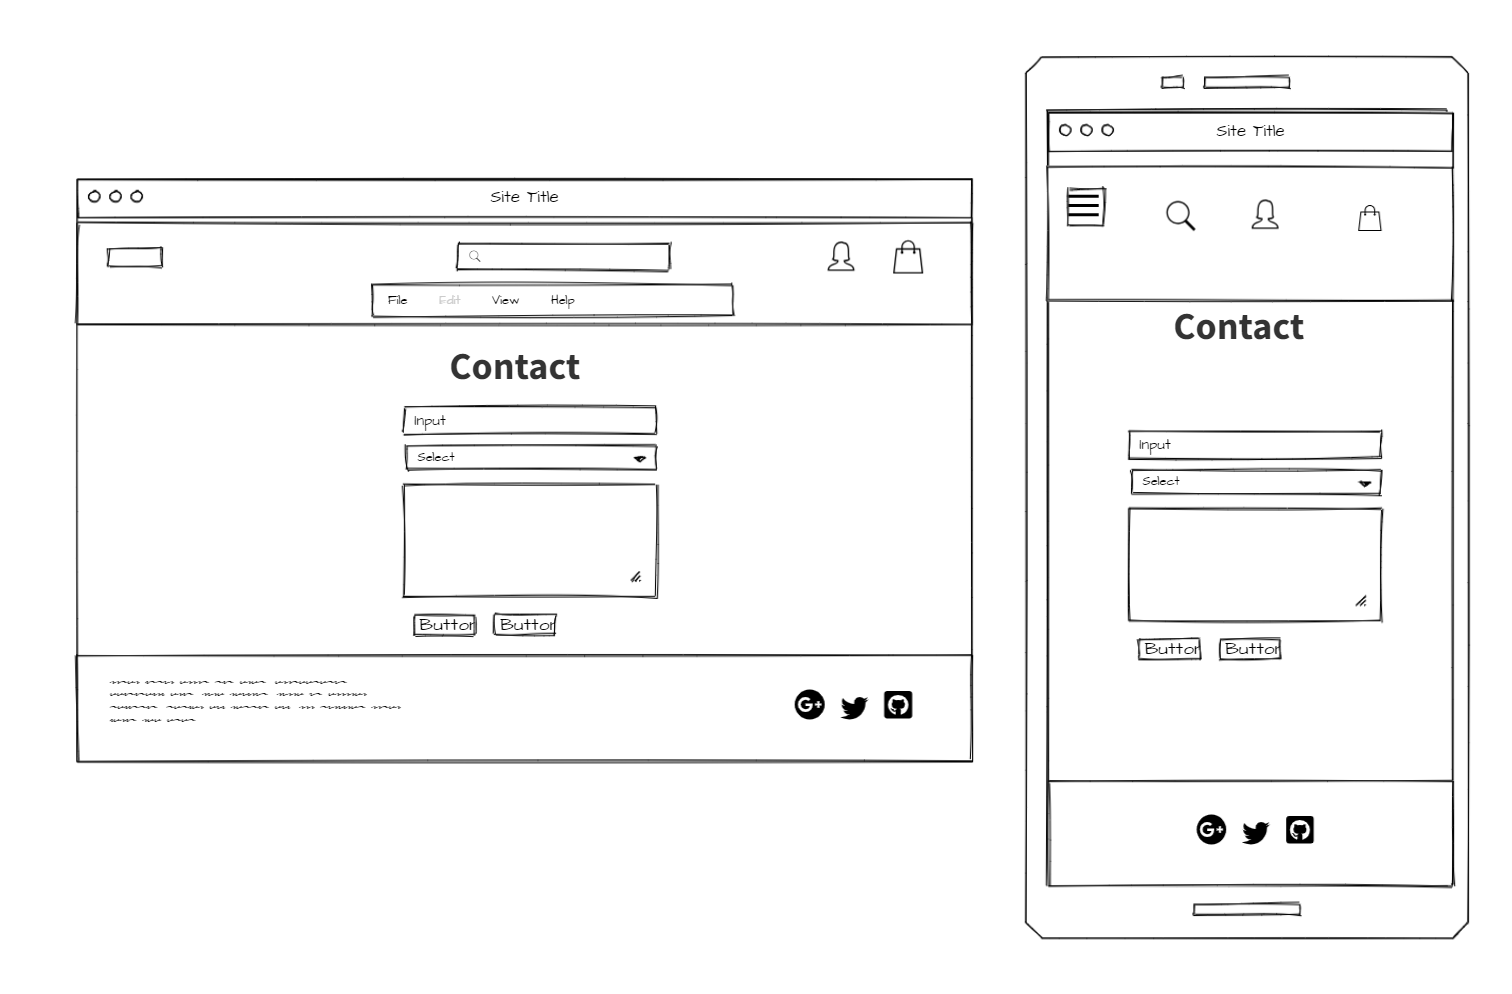 Site Title
File Edit View Help
Contact
Input
Select
Button Button
G+
Site Title
Contact
Input
Select
Button Button
G+